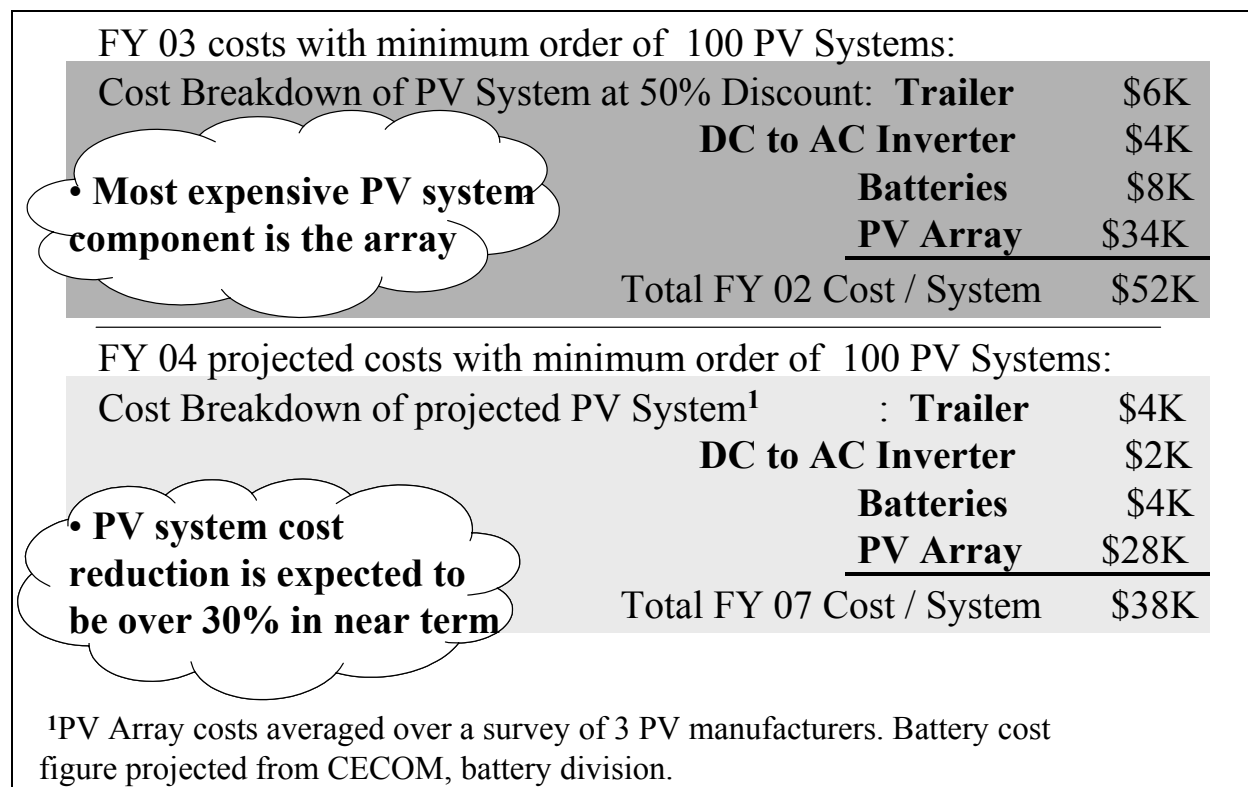 FY 03 costs with minimum order of 100 PV Systems:
Cost Breakdown of PV System at 50% Discount: Trailer $6K
DC to AC Inverter $4K
• Most expensive PV system
component is the array
Batteries $8K
PV Array $34K
Total FY 02 Cost / System $52K
FY 04 projected costs with minimum order of 100 PV Systems:
Cost Breakdown of projected PV System¹ : Trailer $4K
DC to AC Inverter $2K
Batteries $4K
PV Array $28K
Total FY 07 Cost / System $38K
• PV system cost
reduction is expected to
be over 30% in near term
¹PV Array costs averaged over a survey of 3 PV manufacturers. Battery cost
figure projected from CECOM, battery division.